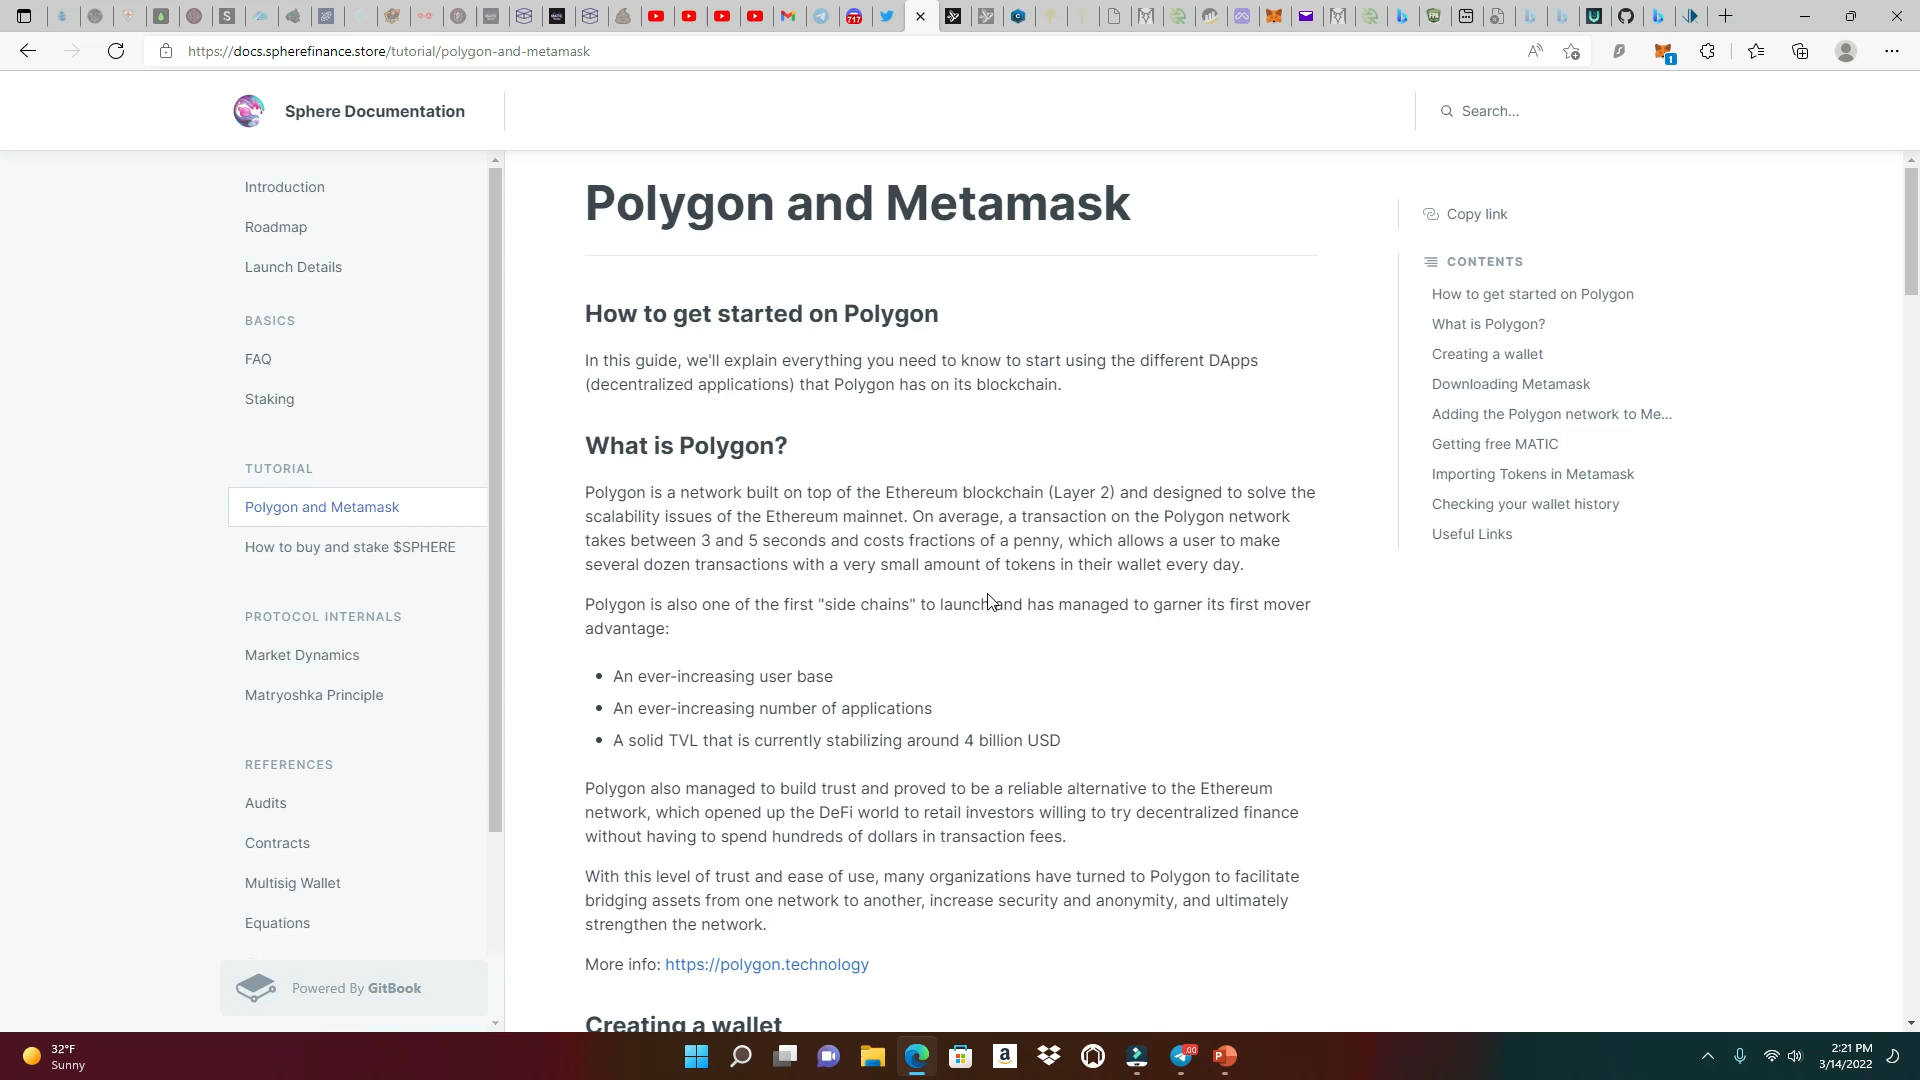 717
https://docs.spherefinance.store/tutorial/polygon-and-metamask
1
Sphere Documentation
Search...
Introduction
Roadmap
Launch Details
BASICS
FAQ
Staking
TUTORIAL
Polygon and Metamask
How to buy and stake $SPHERE
PROTOCOL INTERNALS
Market Dynamics
Matryoshka Principle
REFERENCES
Audits
Contracts
Multisig Wallet
Equations
Powered By GitBook
Polygon and Metamask
How to get started on Polygon
In this guide, we'll explain everything you need to know to start using the different DApps
(decentralized applications) that Polygon has on its blockchain.
What is Polygon?
Polygon is a network built on top of the Ethereum blockchain (Layer 2) and designed to solve the
scalability issues of the Ethereum mainnet. On average, a transaction on the Polygon network
takes between 3 and 5 seconds and costs fractions of a penny, which allows a user to make
several dozen transactions with a very small amount of tokens in their wallet every day.
Polygon is also one of the first "side chains" to launch and has managed to garner its first mover
advantage:
An ever-increasing user base
An ever-increasing number of applications
A solid TVL that is currently stabilizing around 4 billion USD
Polygon also managed to build trust and proved to be a reliable alternative to the Ethereum
network, which opened up the DeFi world to retail investors willing to try decentralized finance
without having to spend hundreds of dollars in transaction fees.
With this level of trust and ease of use, many organizations have turned to Polygon to facilitate
bridging assets from one network to another, increase security and anonymity, and ultimately
strengthen the network.
More info: https://polygon.technology
Creating a wallet
Copy link
CONTENTS
How to get started on Polygon
What is Polygon?
Creating a wallet
Downloading Metamask
Adding the Polygon network to Me...
Getting free MATIC
Importing Tokens in Metamask
Checking your wallet history
Useful Links
32°F
Sunny
2:21 PM
3/14/2022